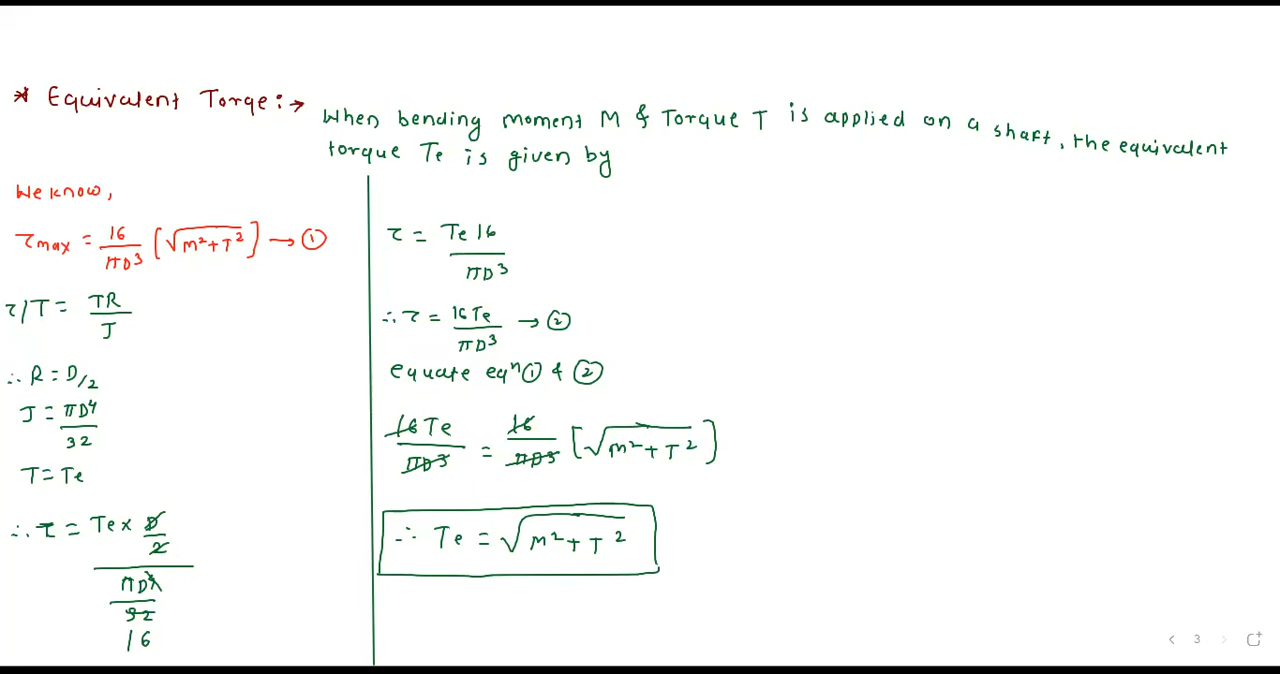 * Equivalent Torqe :→
When bending moment M & Torque T is applied on a shaft, the equivalent
torque Te is given by
We know,
τmax = 16/πD³ [√M²+T²] → ①
τ/T = TR/J
∴ R = D/2
J = πD⁴/32
T = Te
∴ τ = Te × D/2 / πD⁴/32
16
τ = Te 16/πD³
∴ τ = 16Te/πD³ → ②
equate eqⁿ ① & ②
16Te/πD³ = 16/πD³ [√M²+T²]
∴ Te = √M²+T²
3